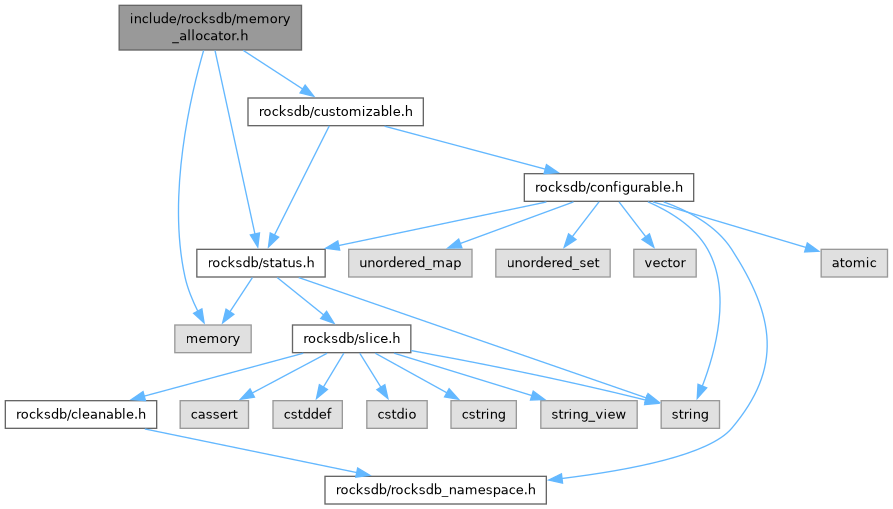 include/rocksdb/memory
_allocator.h
rocksdb/customizable.h
rocksdb/configurable.h
rocksdb/status.h
unordered_map
unordered_set
vector
atomic
memory
rocksdb/slice.h
rocksdb/cleanable.h
cassert
cstddef
cstdio
cstring
string_view
string
rocksdb/rocksdb_namespace.h